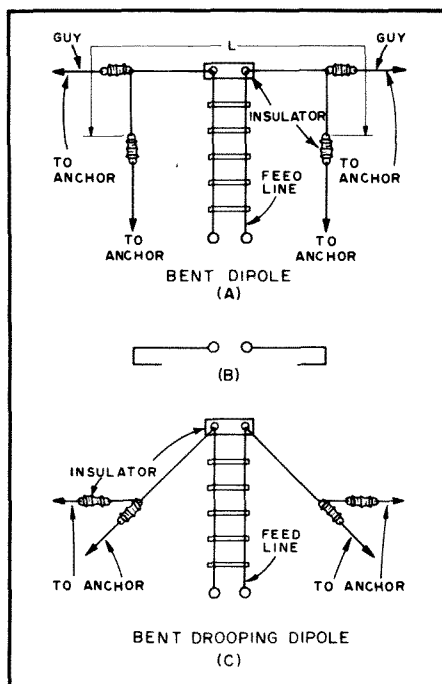 GUY
L
GUY
INSULATOR
TO
ANCHOR
TO
ANCHOR
FEED
LINE
TO
ANCHOR
TO
ANCHOR
BENT DIPOLE
(A)
(B)
INSULATOR
FEED
LINE
TO ANCHOR
TO ANCHOR
BENT DROOPING DIPOLE
(C)